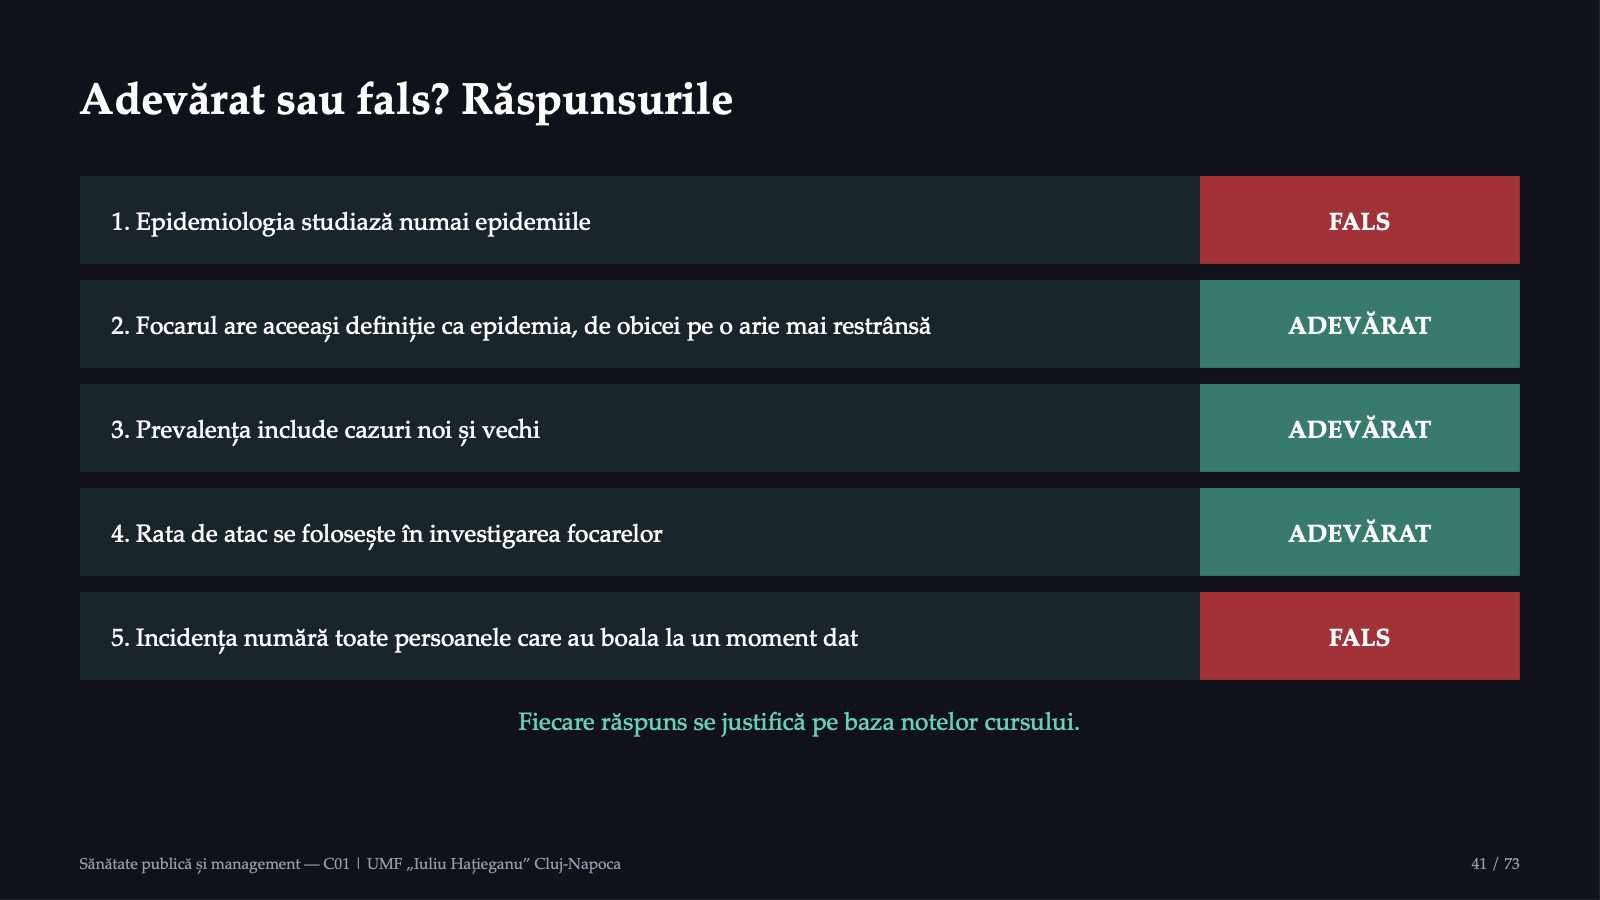 Adevărat sau fals? Răspunsurile
1. Epidemiologia studiază numai epidemiile
FALS
2. Focarul are aceeași definiție ca epidemia, de obicei pe o arie mai restrânsă
ADEVĂRAT
3. Prevalența include cazuri noi și vechi
ADEVĂRAT
4. Rata de atac se folosește în investigarea focarelor
ADEVĂRAT
5. Incidența numără toate persoanele care au boala la un moment dat
FALS
Fiecare răspuns se justifică pe baza notelor cursului.
Sănătate publică și management — C01 | UMF „Iuliu Hațieganu” Cluj-Napoca
41 / 73